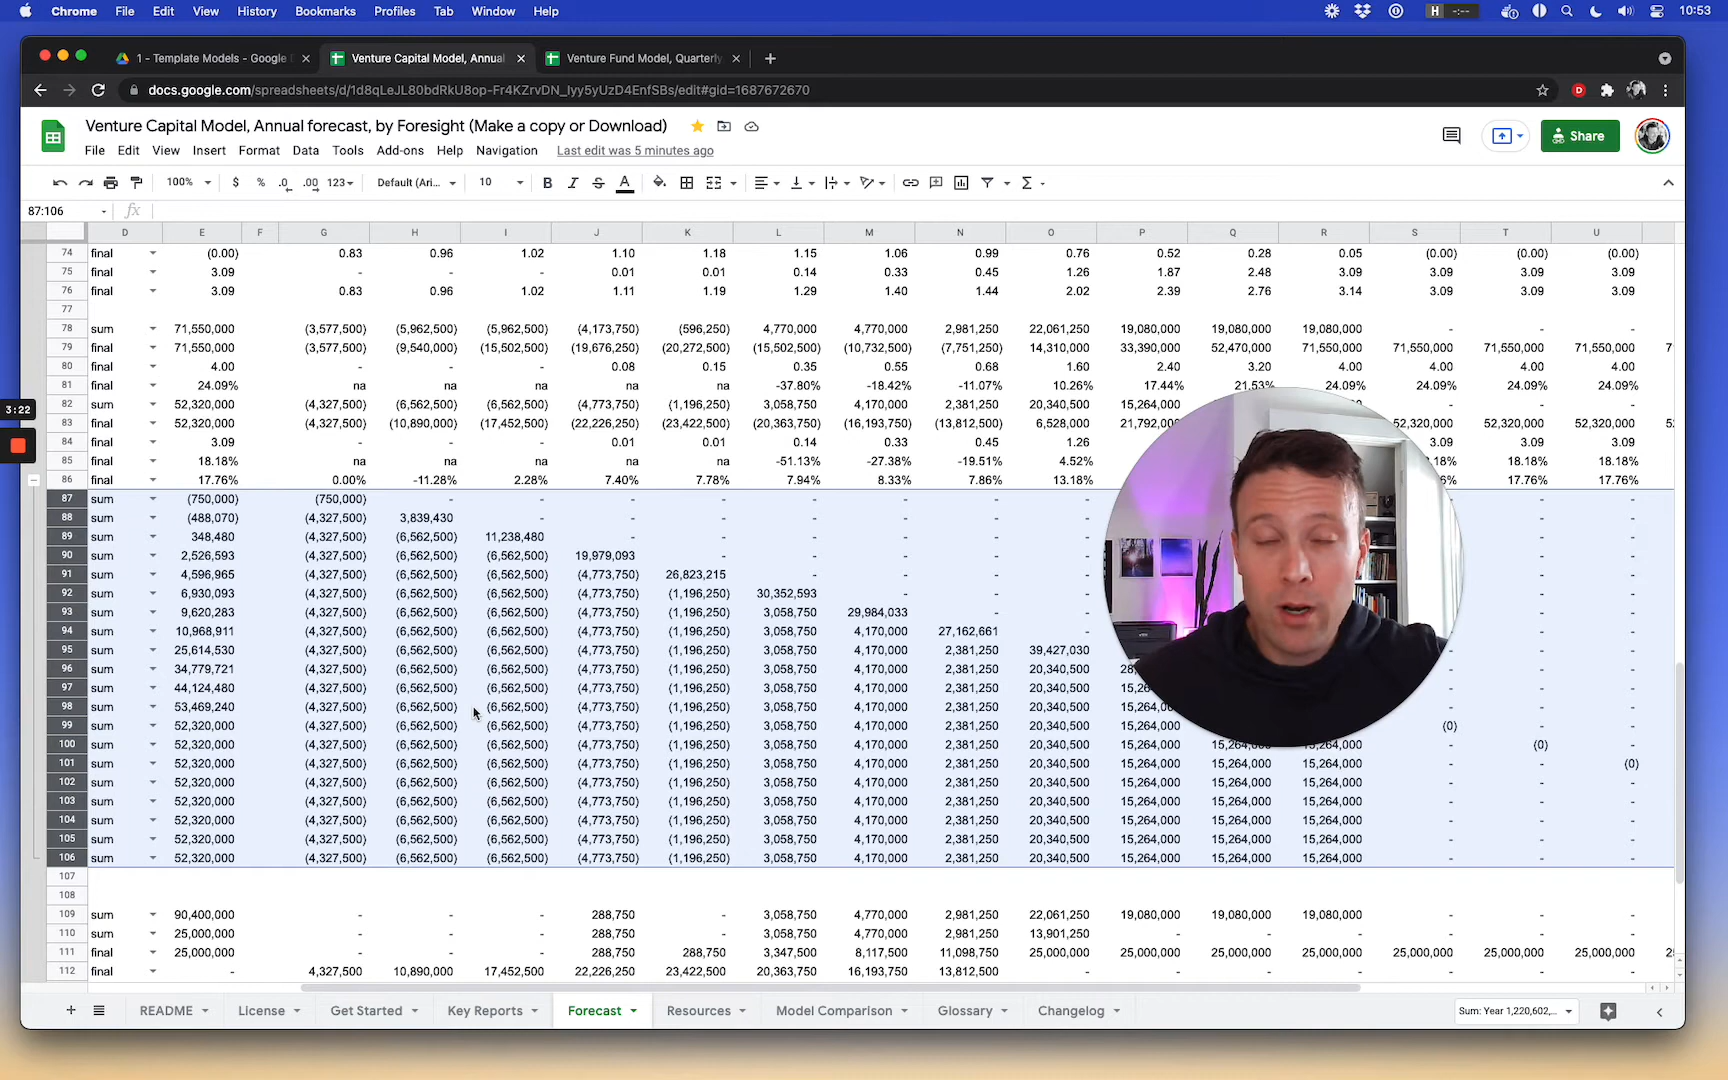 Chrome File Edit View History Bookmarks Profiles Tab Window Help H -:-- 10:53
1 - Template Models - Google Venture Capital Model, Annual Venture Fund Model, Quarterly
docs.google.com/spreadsheets/d/1d8qLeJL80bdRkU8op-Fr4KZrvDN_Iyy5yUzD4EnfSBs/edit#gid=1687672670
Venture Capital Model, Annual forecast, by Foresight (Make a copy or Download)
File Edit View Insert Format Data Tools Add-ons Help Navigation Last edit was 5 minutes ago Share
100% $ % .0 .00 123 Default (Ari... 10 B I S A
87:106 fx
D E F G H I J K L M N O P Q R S T U
74 final (0.00) 0.83 0.96 1.02 1.10 1.18 1.15 1.06 0.99 0.76 0.52 0.28 0.05 (0.00) (0.00) (0.00)
75 final 3.09 - - - 0.01 0.01 0.14 0.33 0.45 1.26 1.87 2.48 3.09 3.09 3.09 3.09
76 final 3.09 0.83 0.96 1.02 1.11 1.19 1.29 1.40 1.44 2.02 2.39 2.76 3.14 3.09 3.09 3.09
77
78 sum 71,550,000 (3,577,500) (5,962,500) (5,962,500) (4,173,750) (596,250) 4,770,000 4,770,000 2,981,250 22,061,250 19,080,000 19,080,000 19,080,000 - - -
79 final 71,550,000 (3,577,500) (9,540,000) (15,502,500) (19,676,250) (20,272,500) (15,502,500) (10,732,500) (7,751,250) 14,310,000 33,390,000 52,470,000 71,550,000 71,550,000 71,550,000 71,550,000 7
80 final 4.00 - - - 0.08 0.15 0.35 0.55 0.68 1.60 2.40 3.20 4.00 4.00 4.00 4.00
81 final 24.09% na na na na na -37.80% -18.42% -11.07% 10.26% 17.44% 21.53% 24.09% 24.09% 24.09% 24.09%
82 sum 52,320,000 (4,327,500) (6,562,500) (6,562,500) (4,773,750) (1,196,250) 3,058,750 4,170,000 2,381,250 20,340,500 15,264,000 - - -
83 final 52,320,000 (4,327,500) (10,890,000) (17,452,500) (22,226,250) (23,422,500) (20,363,750) (16,193,750) (13,812,500) 6,528,000 21,792,000 52,320,000 52,320,000 52,320,000 5
84 final 3.09 - - - 0.01 0.01 0.14 0.33 0.45 1.26 3.09 3.09 3.09
85 final 18.18% na na na na na -51.13% -27.38% -19.51% 4.52% .18% 18.18% 18.18%
86 final 17.76% 0.00% -11.28% 2.28% 7.40% 7.78% 7.94% 8.33% 7.86% 13.18% 6% 17.76% 17.76%
87 sum (750,000) (750,000) - - - - - - - - - - -
88 sum (488,070) (4,327,500) 3,839,430 - - - - - - - - - -
89 sum 348,480 (4,327,500) (6,562,500) 11,238,480 - - - - - - - - -
90 sum 2,526,593 (4,327,500) (6,562,500) (6,562,500) 19,979,093 - - - - - - - -
91 sum 4,596,965 (4,327,500) (6,562,500) (6,562,500) (4,773,750) 26,823,215 - - - - - - -
92 sum 6,930,093 (4,327,500) (6,562,500) (6,562,500) (4,773,750) (1,196,250) 30,352,593 - - - - - -
93 sum 9,620,283 (4,327,500) (6,562,500) (6,562,500) (4,773,750) (1,196,250) 3,058,750 29,984,033 - - - - -
94 sum 10,968,911 (4,327,500) (6,562,500) (6,562,500) (4,773,750) (1,196,250) 3,058,750 4,170,000 27,162,661 - - - -
95 sum 25,614,530 (4,327,500) (6,562,500) (6,562,500) (4,773,750) (1,196,250) 3,058,750 4,170,000 2,381,250 39,427,030 - - -
96 sum 34,779,721 (4,327,500) (6,562,500) (6,562,500) (4,773,750) (1,196,250) 3,058,750 4,170,000 2,381,250 20,340,500 - - -
97 sum 44,124,480 (4,327,500) (6,562,500) (6,562,500) (4,773,750) (1,196,250) 3,058,750 4,170,000 2,381,250 20,340,500 15,26 - - -
98 sum 53,469,240 (4,327,500) (6,562,500) (6,562,500) (4,773,750) (1,196,250) 3,058,750 4,170,000 2,381,250 20,340,500 15,264,0 - - -
99 sum 52,320,000 (4,327,500) (6,562,500) (6,562,500) (4,773,750) (1,196,250) 3,058,750 4,170,000 2,381,250 20,340,500 15,264,000 (0) - -
100 sum 52,320,000 (4,327,500) (6,562,500) (6,562,500) (4,773,750) (1,196,250) 3,058,750 4,170,000 2,381,250 20,340,500 15,264,000 15,264,000 15,264,000 - (0) -
101 sum 52,320,000 (4,327,500) (6,562,500) (6,562,500) (4,773,750) (1,196,250) 3,058,750 4,170,000 2,381,250 20,340,500 15,264,000 15,264,000 15,264,000 - - (0)
102 sum 52,320,000 (4,327,500) (6,562,500) (6,562,500) (4,773,750) (1,196,250) 3,058,750 4,170,000 2,381,250 20,340,500 15,264,000 15,264,000 15,264,000 - - -
103 sum 52,320,000 (4,327,500) (6,562,500) (6,562,500) (4,773,750) (1,196,250) 3,058,750 4,170,000 2,381,250 20,340,500 15,264,000 15,264,000 15,264,000 - - -
104 sum 52,320,000 (4,327,500) (6,562,500) (6,562,500) (4,773,750) (1,196,250) 3,058,750 4,170,000 2,381,250 20,340,500 15,264,000 15,264,000 15,264,000 - - -
105 sum 52,320,000 (4,327,500) (6,562,500) (6,562,500) (4,773,750) (1,196,250) 3,058,750 4,170,000 2,381,250 20,340,500 15,264,000 15,264,000 15,264,000 - - -
106 sum 52,320,000 (4,327,500) (6,562,500) (6,562,500) (4,773,750) (1,196,250) 3,058,750 4,170,000 2,381,250 20,340,500 15,264,000 15,264,000 15,264,000 - - -
107
108
109 sum 90,400,000 - - - 288,750 - 3,058,750 4,770,000 2,981,250 22,061,250 19,080,000 19,080,000 19,080,000 - - -
110 sum 25,000,000 - - - 288,750 - 3,058,750 4,770,000 2,981,250 13,901,250 - - - - - -
111 final 25,000,000 - - - 288,750 288,750 3,347,500 8,117,500 11,098,750 25,000,000 25,000,000 25,000,000 25,000,000 25,000,000 25,000,000 25,000,000 2
112 final - 4,327,500 10,890,000 17,452,500 22,226,250 23,422,500 20,363,750 16,193,750 13,812,500 - - - - - - -
3:22
README License Get Started Key Reports Forecast Resources Model Comparison Glossary Changelog Sum: Year 1,220,602,...